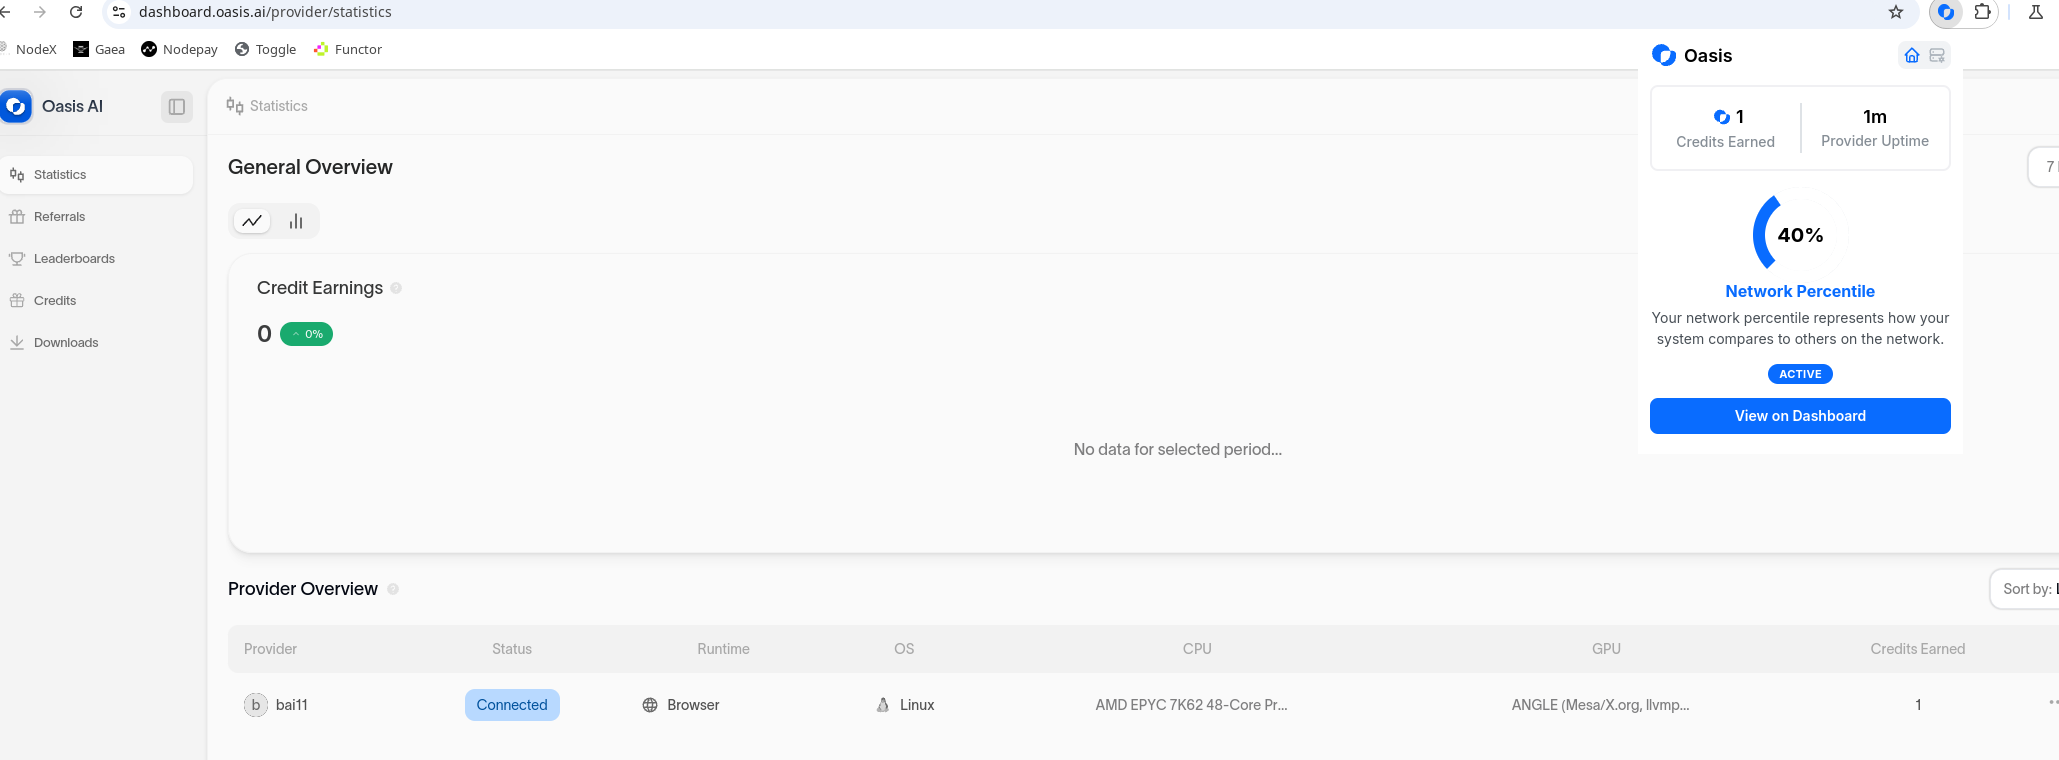 dashboard.oasis.ai/provider/statistics
NodeX Gaea Nodepay Toggle Functor
Oasis AI
Statistics
Referrals
Leaderboards
Credits
Downloads
Statistics
General Overview
7
Credit Earnings ?
0 0%
No data for selected period...
Provider Overview ?
Sort by:
Provider Status Runtime OS CPU GPU Credits Earned
b bai11 Connected Browser Linux AMD EPYC 7K62 48-Core Pr... ANGLE (Mesa/X.org, llvmp... 1
Oasis
1 1m
Credits Earned Provider Uptime
40%
Network Percentile
Your network percentile represents how your
system compares to others on the network.
ACTIVE
View on Dashboard